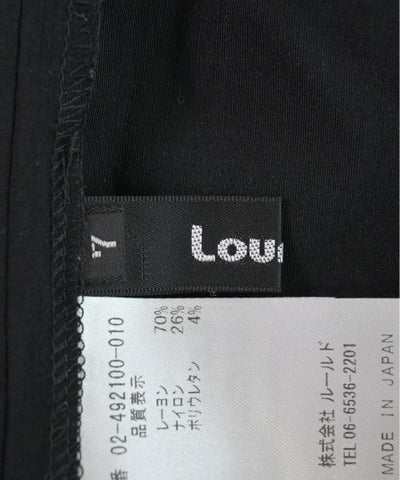 7
Lou
番 02-492100-010
品質表示
レーヨン 70%
ナイロン 26%
ポリウレタン 4%
株式会社 ルールド
TEL 06-6536-2201
MADE IN JAPAN